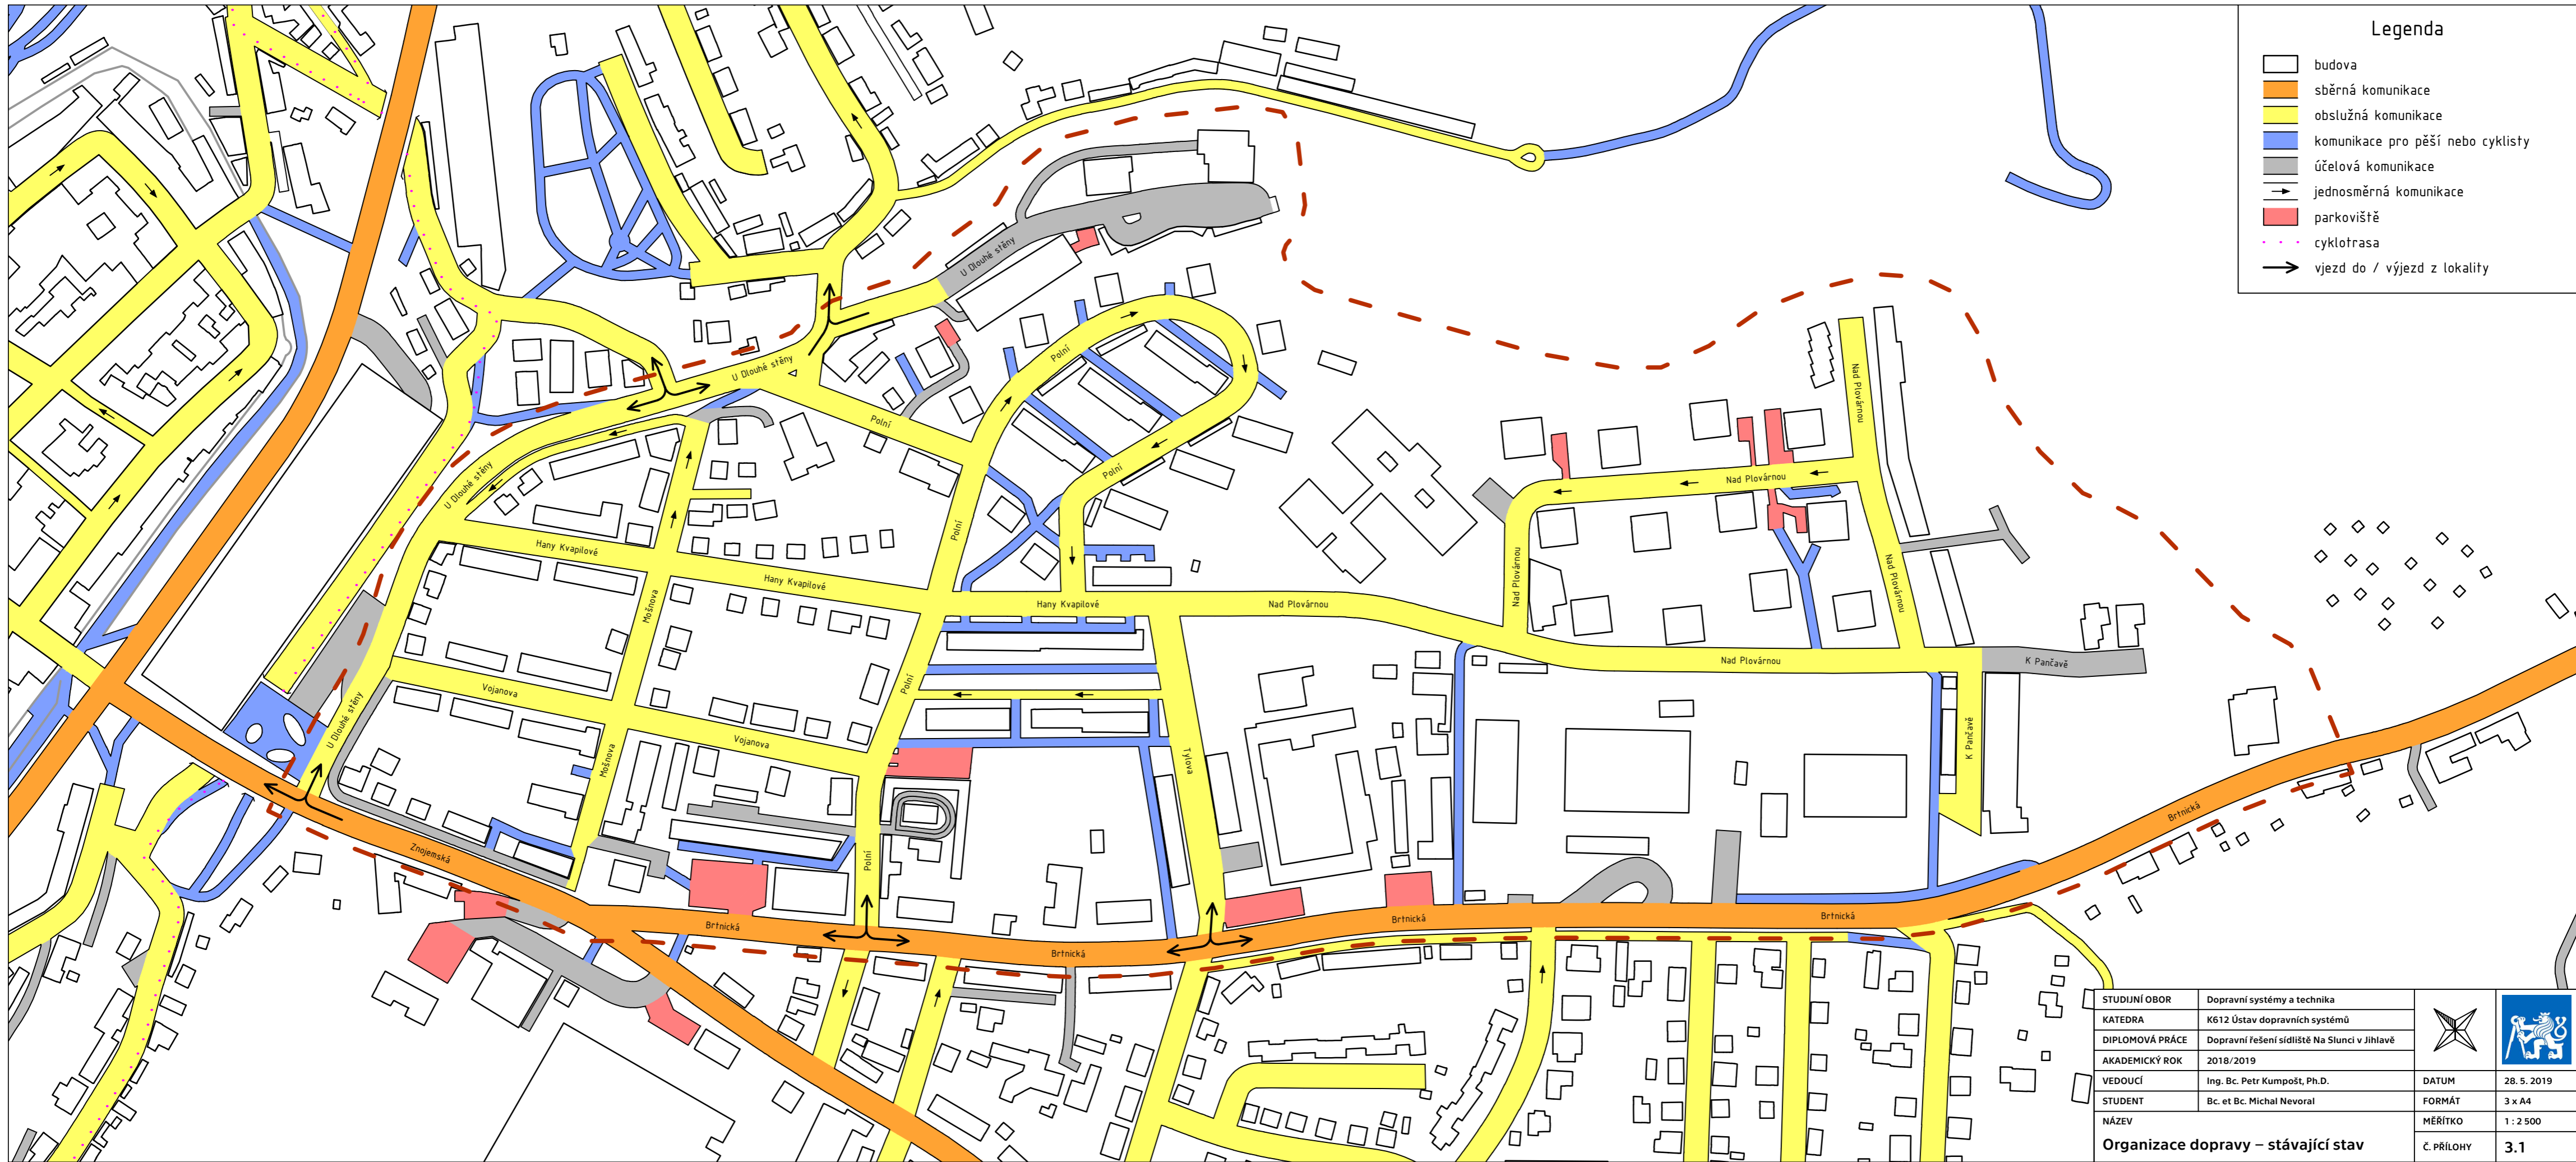 Legenda
budova
sběrná komunikace
obslužná komunikace
komunikace pro pěší nebo cyklisty
účelová komunikace
jednosměrná komunikace
parkoviště
cyklotrasa
vjezd do / výjezd z lokality
U Dlouhé stěny
Polní
U Dlouhé stěny
Nad Plovárnou
Polní
Polní
U Dlouhé stěny
Nad Plovárnou
Polní
Hany Kvapilové
Hany Kvapilové
Nad Plovárnou
Nad Plovárnou
Mošnova
Hany Kvapilové
Nad Plovárnou
Nad Plovárnou
K Pančavě
Vojanova
Polní
U Dlouhé stěny
Vojanova
Mošnova
Tylova
K Pančavě
Brtnická
Znojemská
Polní
Brtnická
Brtnická
Brtnická
Brtnická
STUDIJNÍ OBOR Dopravní systémy a technika
KATEDRA K612 Ústav dopravních systémů
DIPLOMOVÁ PRÁCE Dopravní řešení sídliště Na Slunci v Jihlavě
AKADEMICKÝ ROK 2018/2019
VEDOUCÍ Ing. Bc. Petr Kumpošt, Ph.D. DATUM 28. 5. 2019
STUDENT Bc. et Bc. Michal Nevoral FORMÁT 3 x A4
NÁZEV MĚŘÍTKO 1 : 2 500
Organizace dopravy – stávající stav Č. PŘÍLOHY 3.1